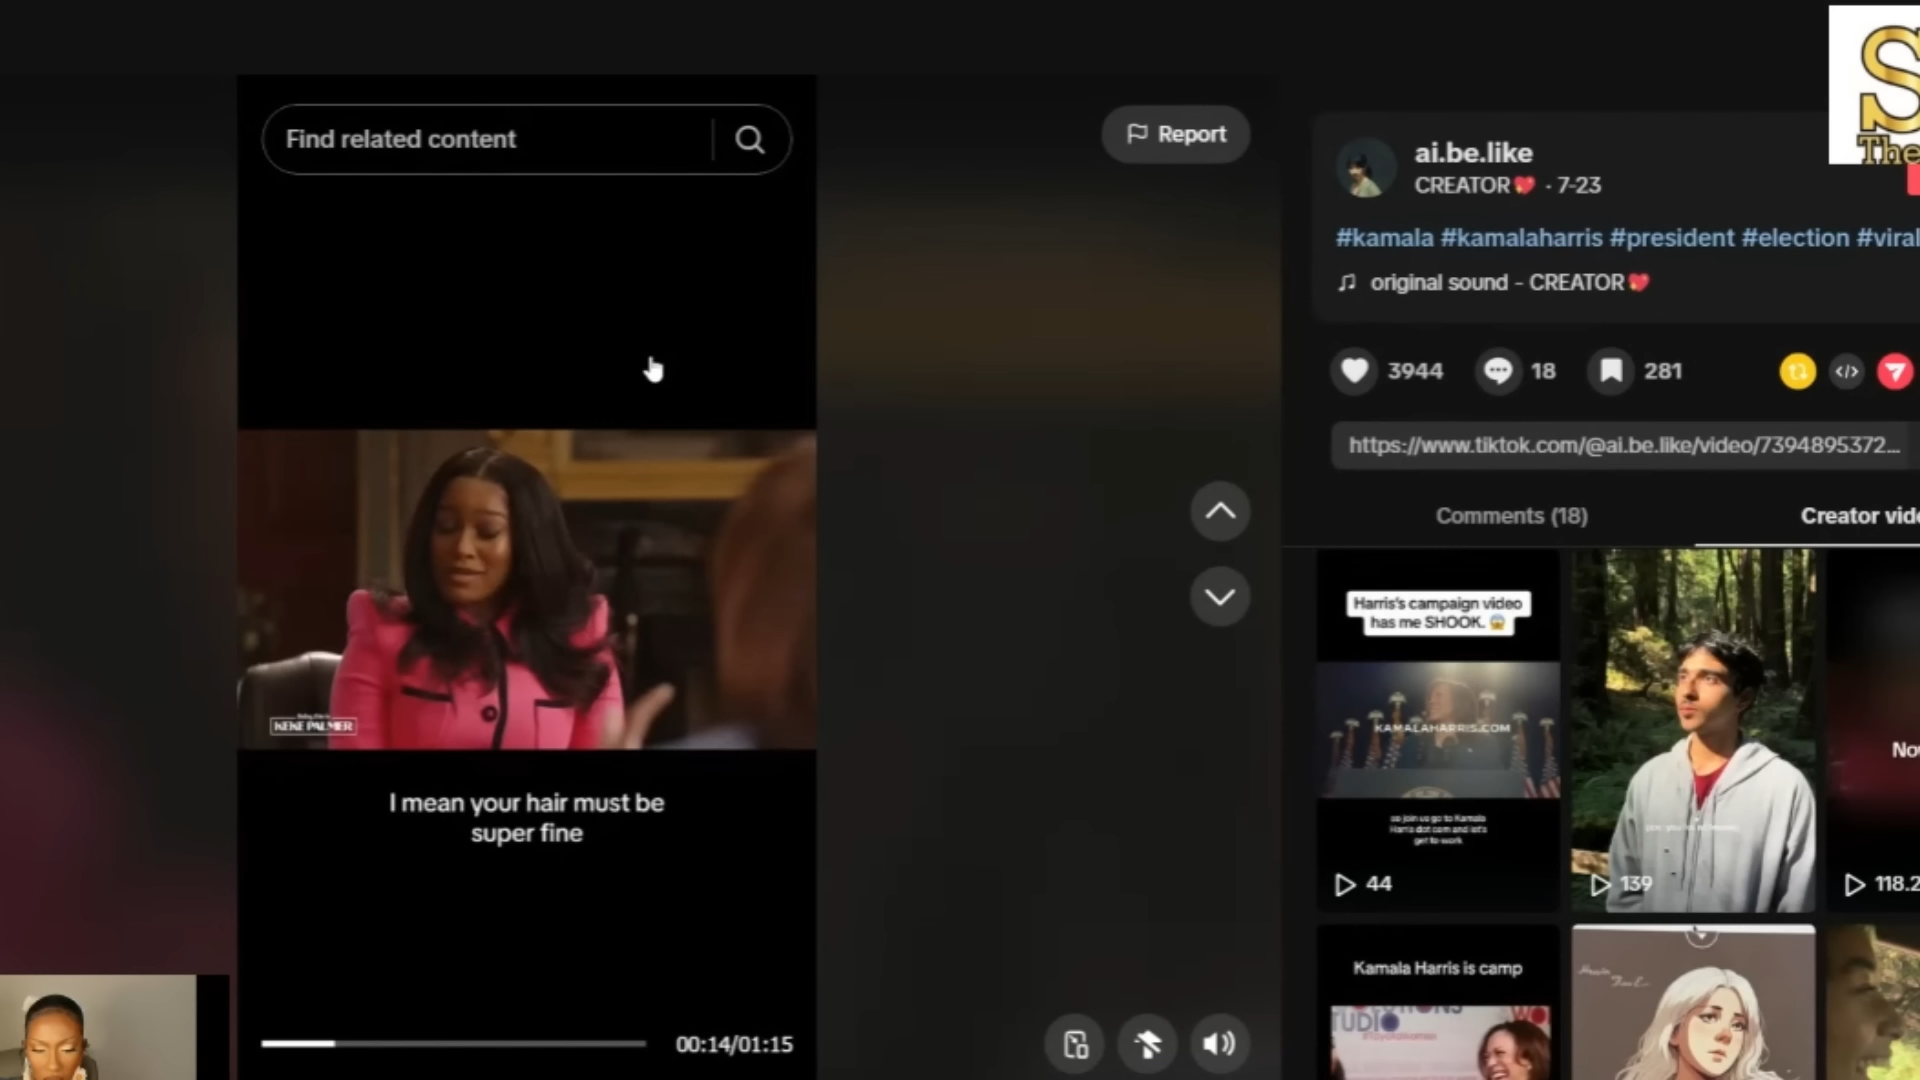 Find related content
Report
S
The
ai.be.like
CREATOR💖 · 7-23
#kamala #kamalaharris #president #election #viral
original sound - CREATOR💖
3944
18
281
</>
https://www.tiktok.com/@ai.be.like/video/7394895372...
Comments (18)
Creator vide
KEKE PALMER
I mean your hair must be
super fine
00:14/01:15
Harris's campaign video
has me SHOOK. 😱
KAMALAHARRIS.COM
so join us go to Kamala
Harris dot com and let's
get to work
44
139
No
118.2
Kamala Harris is camp
TUDIO